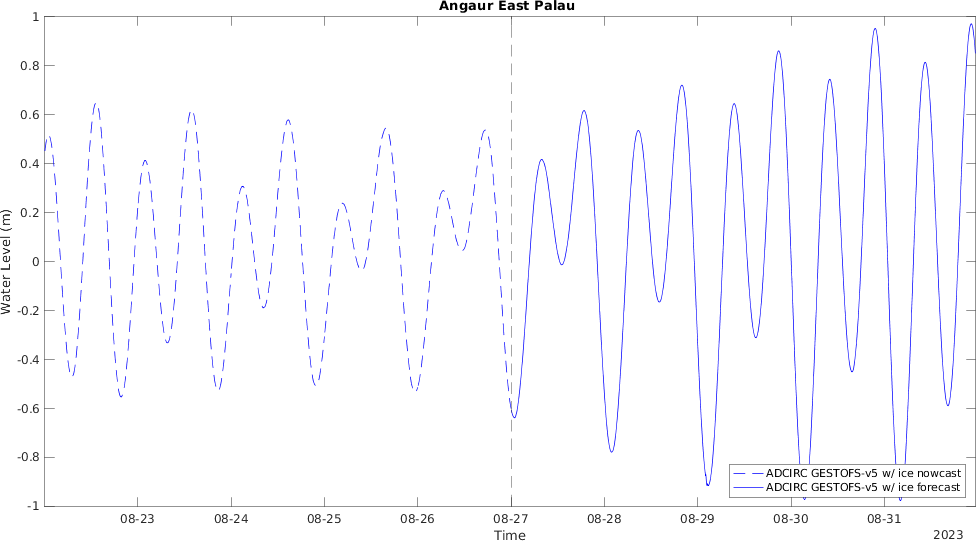 Angaur East Palau
Water Level (m)
1
0.8
0.6
0.4
0.2
0
-0.2
-0.4
-0.6
-0.8
-1
08-23 08-24 08-25 08-26 08-27 08-28 08-29 08-30 08-31
Time
2023
ADCIRC GESTOFS-v5 w/ ice nowcast
ADCIRC GESTOFS-v5 w/ ice forecast